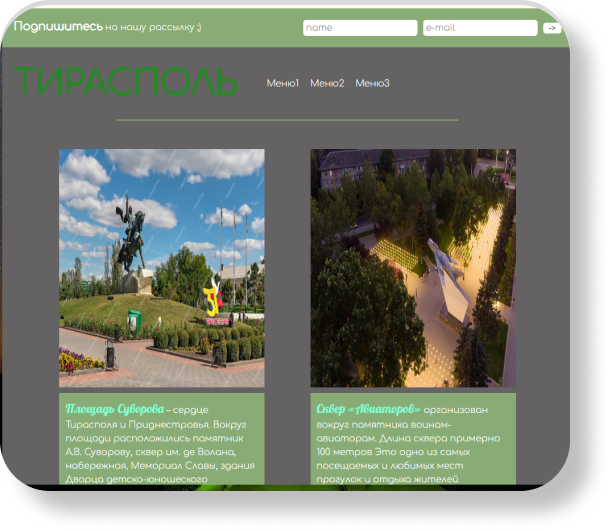 Подпишитесь на нашу рассылку ;)
name
e-mail
->
ТИРАСПОЛЬ
Меню1 Меню2 Меню3
Площадь Суворова – сердце
Тирасполя и Приднестровья. Вокруг
площади расположились памятник
А.В. Суворову, сквер им. де Волана,
набережная, Мемориал Славы, здания
Дворца детско-юношеского
Сквер «Авиаторов» организован
вокруг памятника воинам-
авиаторам. Длина сквера примерно
100 метров Это одно из самых
посещаемых и любимых мест
прогулок и отдыха жителей